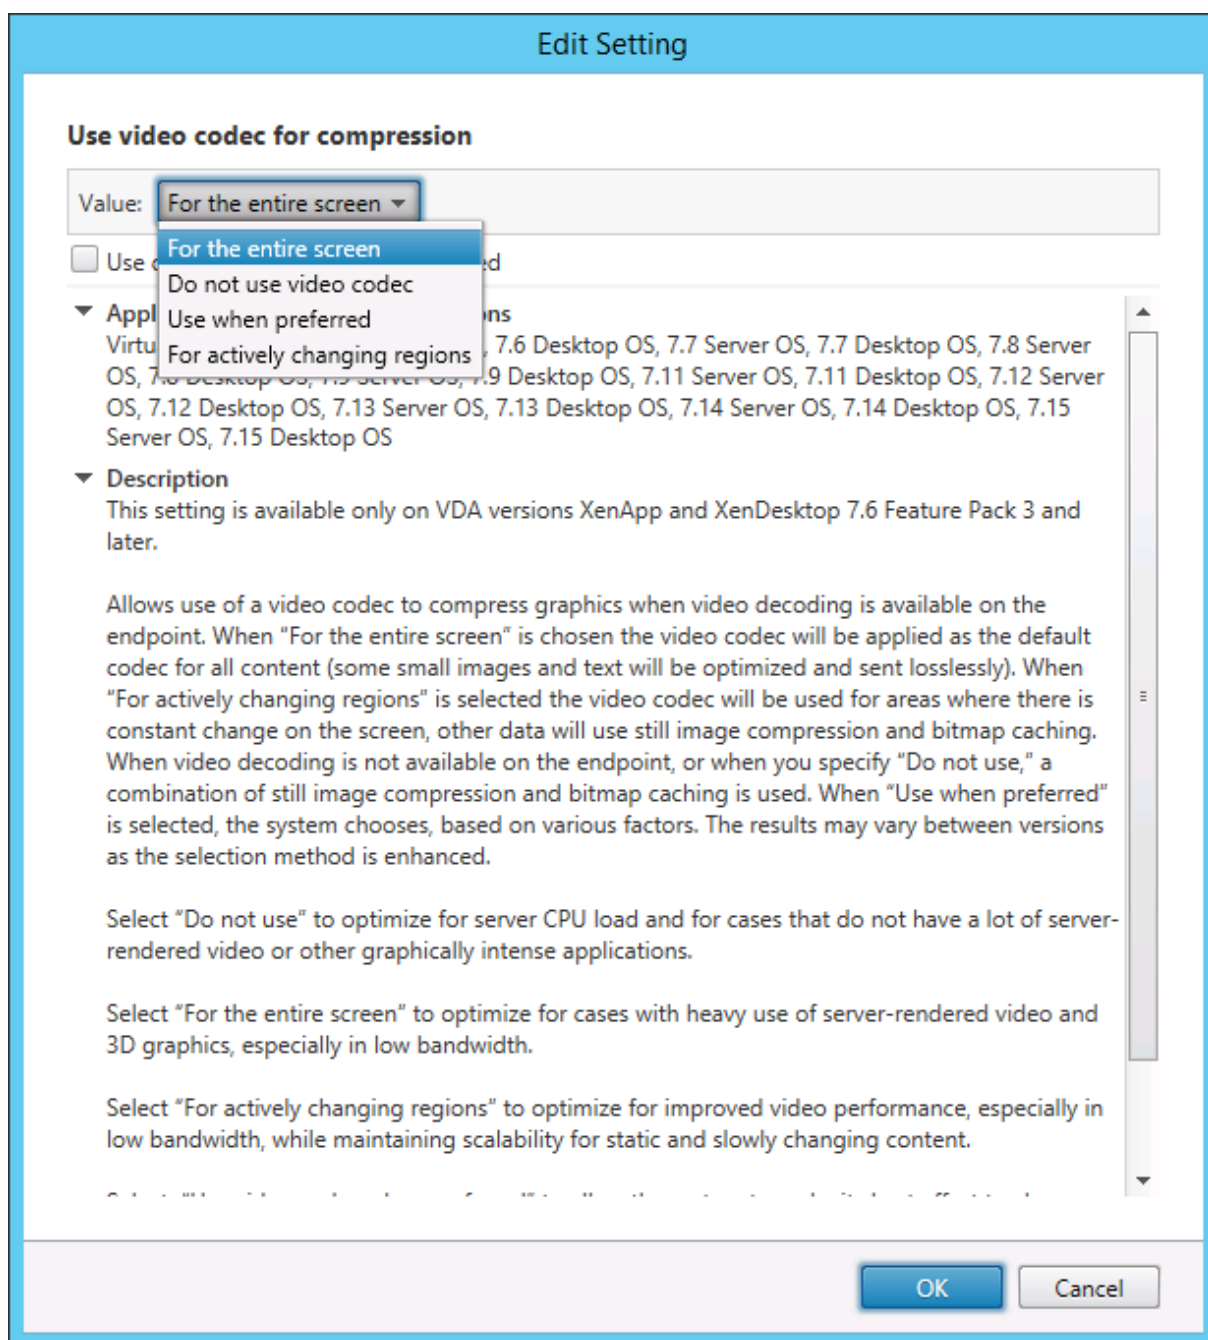 Edit Setting
Use video codec for compression
Value: For the entire screen
For the entire screen
Use
Do not use video codec
Use when preferred
For actively changing regions
Virtu 7.6 Desktop OS, 7.7 Server OS, 7.7 Desktop OS, 7.8 Server
OS, 7.8 Desktop OS, 7.9 Server OS, 7.9 Desktop OS, 7.11 Server OS, 7.11 Desktop OS, 7.12 Server
OS, 7.12 Desktop OS, 7.13 Server OS, 7.13 Desktop OS, 7.14 Server OS, 7.14 Desktop OS, 7.15
Server OS, 7.15 Desktop OS
Description
This setting is available only on VDA versions XenApp and XenDesktop 7.6 Feature Pack 3 and
later.
Allows use of a video codec to compress graphics when video decoding is available on the
endpoint. When “For the entire screen” is chosen the video codec will be applied as the default
codec for all content (some small images and text will be optimized and sent losslessly). When
“For actively changing regions” is selected the video codec will be used for areas where there is
constant change on the screen, other data will use still image compression and bitmap caching.
When video decoding is not available on the endpoint, or when you specify “Do not use,” a
combination of still image compression and bitmap caching is used. When “Use when preferred”
is selected, the system chooses, based on various factors. The results may vary between versions
as the selection method is enhanced.
Select “Do not use” to optimize for server CPU load and for cases that do not have a lot of server-
rendered video or other graphically intense applications.
Select “For the entire screen” to optimize for cases with heavy use of server-rendered video and
3D graphics, especially in low bandwidth.
Select “For actively changing regions” to optimize for improved video performance, especially in
low bandwidth, while maintaining scalability for static and slowly changing content.
OK Cancel